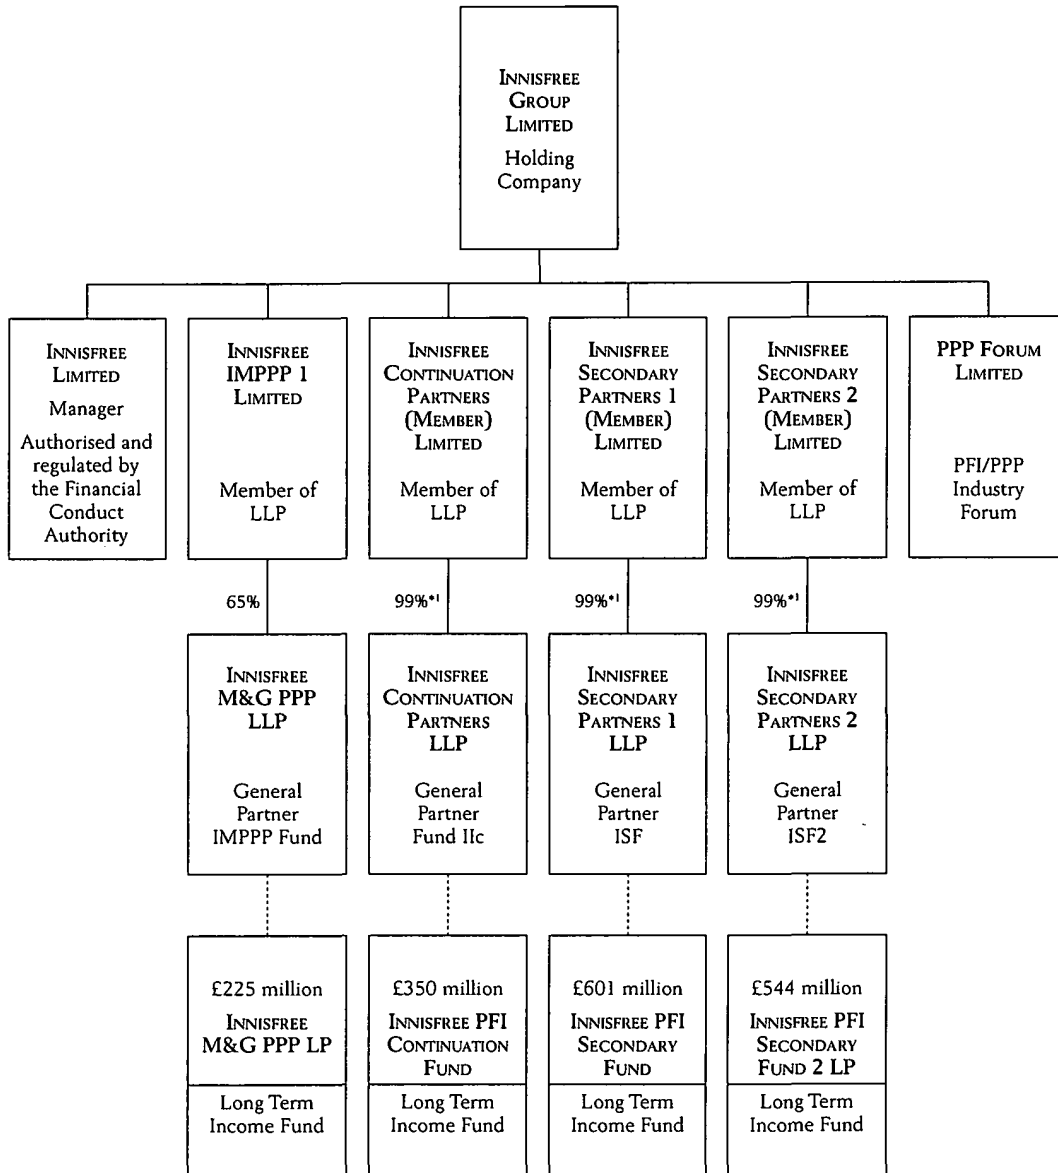 INNISFREE
GROUP
LIMITED
Holding
Company
INNISFREE
LIMITED
Manager
Authorised and
regulated by
the Financial
Conduct
Authority
INNISFREE
IMPPP 1
LIMITED
Member of
LLP
INNISFREE
CONTINUATION
PARTNERS
(MEMBER)
LIMITED
Member of
LLP
INNISFREE
SECONDARY
PARTNERS 1
(MEMBER)
LIMITED
Member of
LLP
INNISFREE
SECONDARY
PARTNERS 2
(MEMBER)
LIMITED
Member of
LLP
PPP FORUM
LIMITED
PFI/PPP
Industry
Forum
65%
99%*1
99%*1
99%*1
INNISFREE
M&G PPP
LLP
General
Partner
IMPPP Fund
INNISFREE
CONTINUATION
PARTNERS
LLP
General
Partner
Fund IIc
INNISFREE
SECONDARY
PARTNERS 1
LLP
General
Partner
ISF
INNISFREE
SECONDARY
PARTNERS 2
LLP
General
Partner
ISF2
£225 million
INNISFREE
M&G PPP LP
Long Term
Income Fund
£350 million
INNISFREE PFI
CONTINUATION
FUND
Long Term
Income Fund
£601 million
INNISFREE PFI
SECONDARY
FUND
Long Term
Income Fund
£544 million
INNISFREE PFI
SECONDARY
FUND 2 LP
Long Term
Income Fund